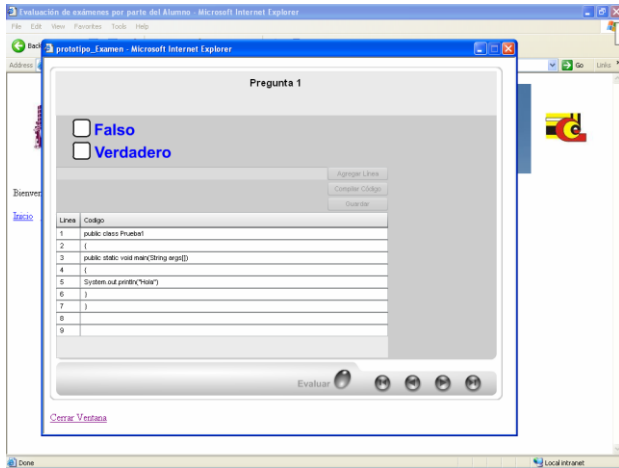 Evaluación de exámenes por parte del Alumno - Microsoft Internet Explorer
File Edit View Favorites Tools Help
Back
prototipo_Examen - Microsoft Internet Explorer
Address
Go Links
Pregunta 1
Falso
Verdadero
Agregar Línea
Compilar Código
Guardar
Bienver
Inicio
Linea Codigo
1 public class Prueba1
2 {
3 public static void main(String args[])
4 {
5 System.out.println("Hola")
6 }
7 }
8
9
Evaluar
Cerrar Ventana
Done Local intranet